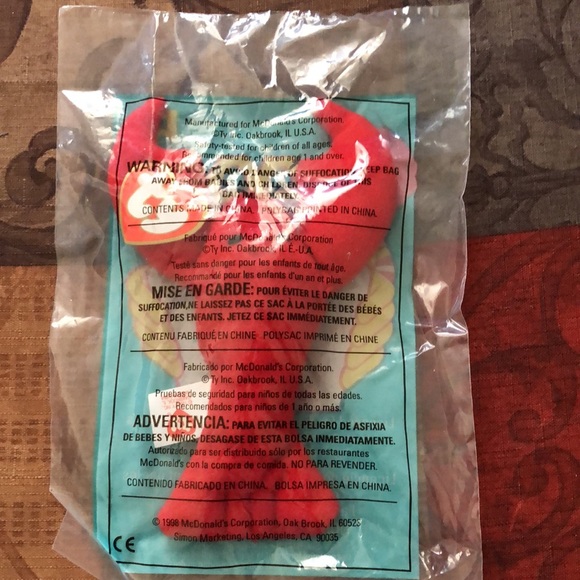 Manufactured for McDonald's Corporation.
©Ty Inc. Oakbrook, IL U.S.A.
Safety-tested for children of all ages.
Recommended for children age 1 and over.
WARNING: TO AVOID DANGER OF SUFFOCATION, KEEP BAG
AWAY FROM BABIES AND CHILDREN. DISPOSE OF THIS
BAG IMMEDIATELY.
CONTENTS MADE IN CHINA. POLYBAG PRINTED IN CHINA.
Fabriqué pour McDonald's Corporation
©Ty Inc. Oakbrook, IL É.-U.A.
Testé sans danger pour les enfants de tout âge.
Recommandé pour les enfants d'un an et plus.
MISE EN GARDE: POUR ÉVITER LE DANGER DE
SUFFOCATION,NE LAISSEZ PAS CE SAC À LA PORTÉE DES BÉBÉS
ET DES ENFANTS. JETEZ CE SAC IMMÉDIATEMENT.
CONTENU FABRIQUÉ EN CHINE POLYSAC IMPRIMÉ EN CHINE
Fabricado por McDonald's Corporation.
©Ty Inc. Oakbrook, IL U.S.A.
Pruebas de seguridad para niños de todas las edades.
Recomendados para niños de 1 año o más.
ADVERTENCIA: PARA EVITAR EL PELIGRO DE ASFIXIA
DE BEBES Y NIÑOS, DESAGASE DE ESTA BOLSA INMEDIATAMENTE.
Autorizado para ser distribuido sólo por los restaurantes
McDonald's con la compra de comida. NO PARA REVENDER.
CONTENIDO FABRICADO EN CHINA. BOLSA IMPRESA EN CHINA.
© 1998 McDonald's Corporation, Oak Brook, IL 60523
Simon Marketing, Los Angeles, CA 90035
CE